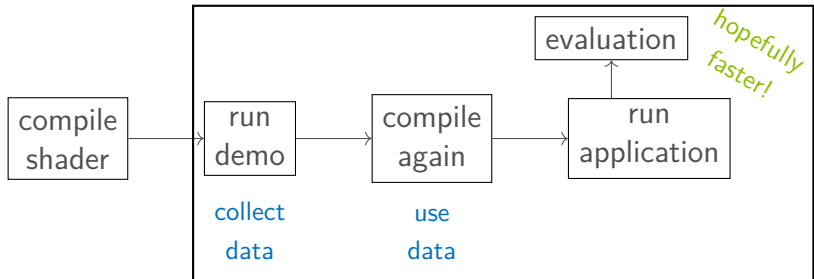 compile
shader
run
demo
collect
data
compile
again
use
data
run
application
evaluation
hopefully
faster!